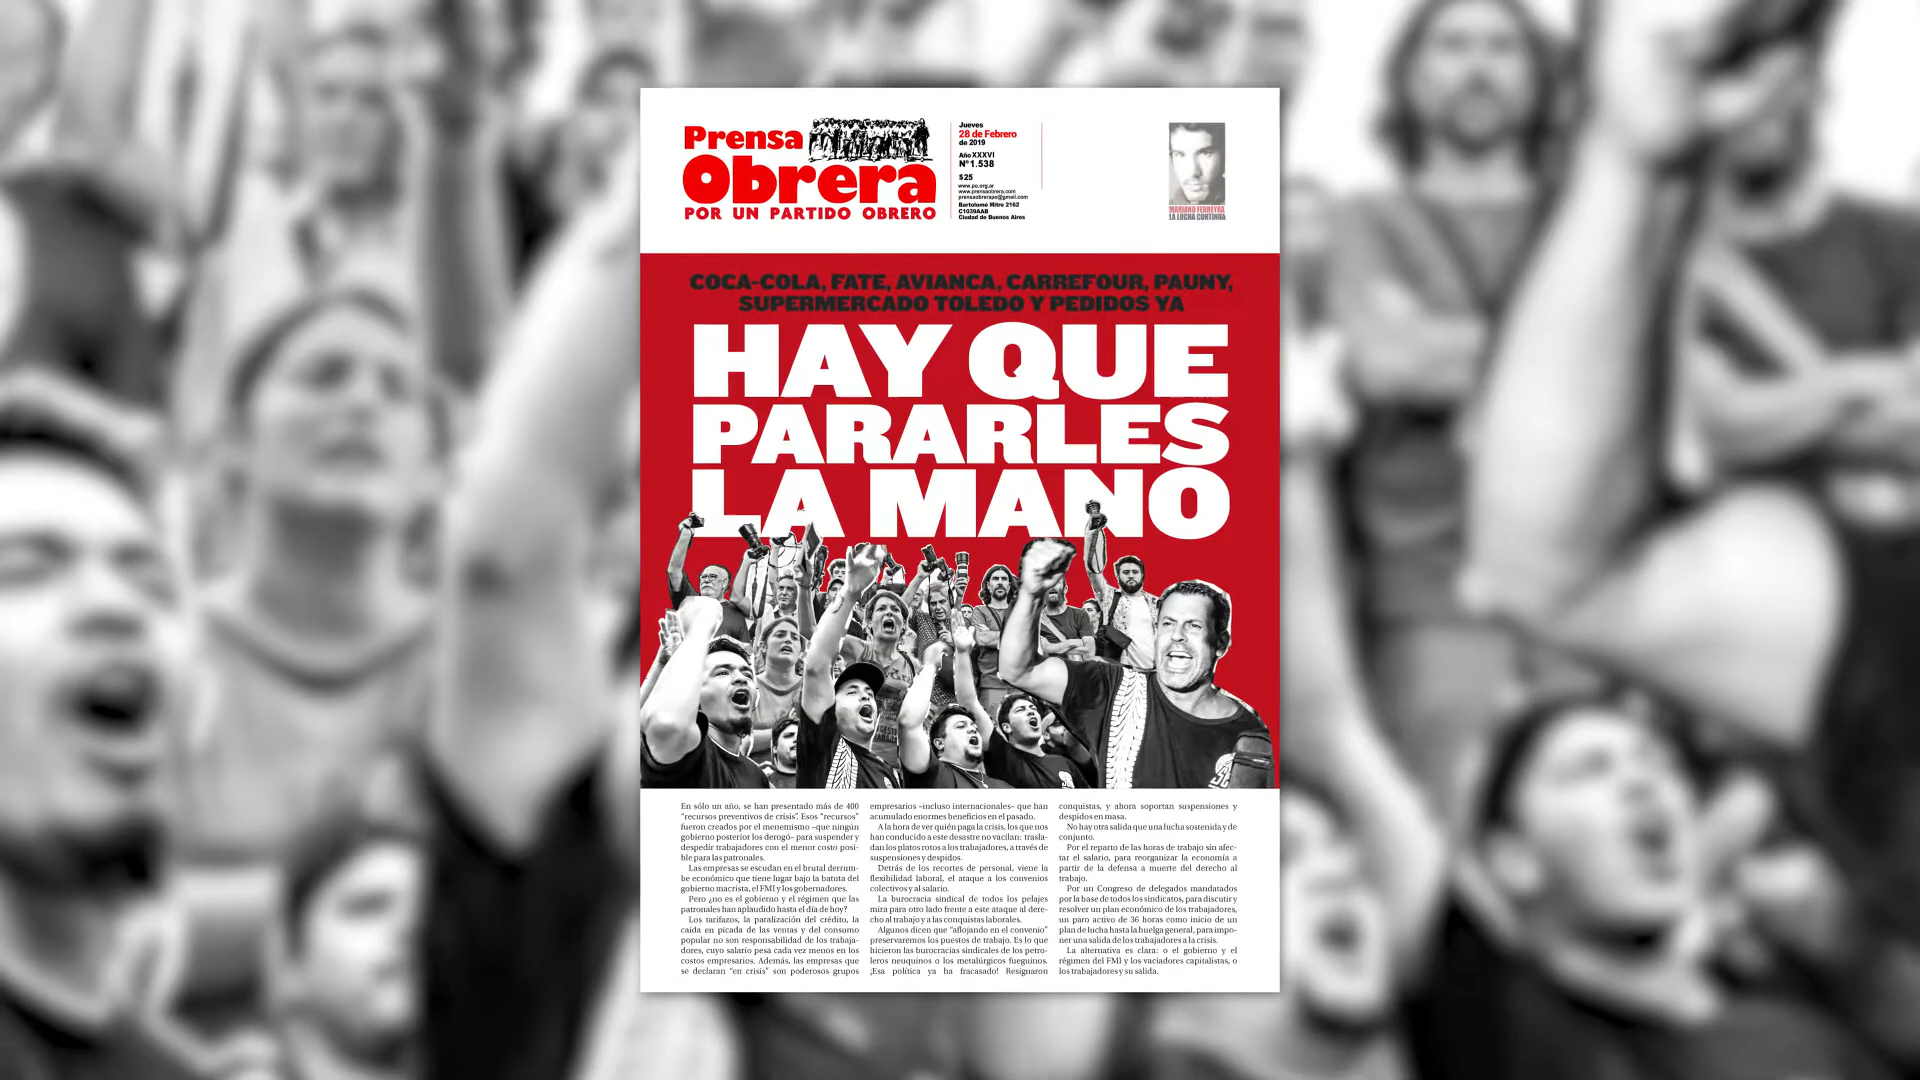 Prensa
Obrera
POR UN PARTIDO OBRERO
Jueves
28 de Febrero
de 2019
Año XXXVI
N° 1.538
$25
www.po.org.ar
www.prensaobrera.com
prensaobrerapo@gmail.com
Bartolomé Mitre 2162
C1039AAB
Ciudad de Buenos Aires
MARIANO FERREYRA
LA LUCHA CONTINUA
COCA-COLA, FATE, AVIANCA, CARREFOUR, PAUNY,
SUPERMERCADO TOLEDO Y PEDIDOS YA
HAY QUE
PARARLES
LA MANO
En sólo un año, se han presentado más de 400
“recursos preventivos de crisis”. Esos “recursos”
fueron creados por el menemismo –que ningún
gobierno posterior los derogó– para suspender y
despedir trabajadores con el menor costo posi-
ble para las patronales.
Las empresas se escudan en el brutal derrum-
be económico que tiene lugar bajo la batuta del
gobierno macrista, el FMI y los gobernadores.
Pero ¿no es el gobierno y el régimen que las
patronales han aplaudido hasta el día de hoy?
Los tarifazos, la paralización del crédito, la
caída en picada de las ventas y del consumo
popular no son responsabilidad de los trabaja-
dores, cuyo salario pesa cada vez menos en los
costos empresarios. Además, las empresas que
se declaran “en crisis” son poderosos grupos
empresarios –incluso internacionales– que han
acumulado enormes beneficios en el pasado.
A la hora de ver quién paga la crisis, los que nos
han conducido a este desastre no vacilan: trasla-
dan los platos rotos a los trabajadores, a través de
suspensiones y despidos.
Detrás de los recortes de personal, viene la
flexibilidad laboral, el ataque a los convenios
colectivos y al salario.
La burocracia sindical de todos los pelajes
mira para otro lado frente a este ataque al dere-
cho al trabajo y a las conquistas laborales.
Algunos dicen que “aflojando en el convenio”
preservaremos los puestos de trabajo. Es lo que
hicieron las burocracias sindicales de los petro-
leros neuquinos o los metalúrgicos fueguinos.
¡Esa política ya ha fracasado! Resignaron
conquistas, y ahora soportan suspensiones y
despidos en masa.
No hay otra salida que una lucha sostenida y de
conjunto.
Por el reparto de las horas de trabajo sin afec-
tar el salario, para reorganizar la economía a
partir de la defensa a muerte del derecho al
trabajo.
Por un Congreso de delegados mandatados
por la base de todos los sindicatos, para discutir y
resolver un plan económico de los trabajadores,
un paro activo de 36 horas como inicio de un
plan de lucha hasta la huelga general, para impo-
ner una salida de los trabajadores a la crisis.
La alternativa es clara: o el gobierno y el
régimen del FMI y los vaciadores capitalistas, o
los trabajadores y su salida.